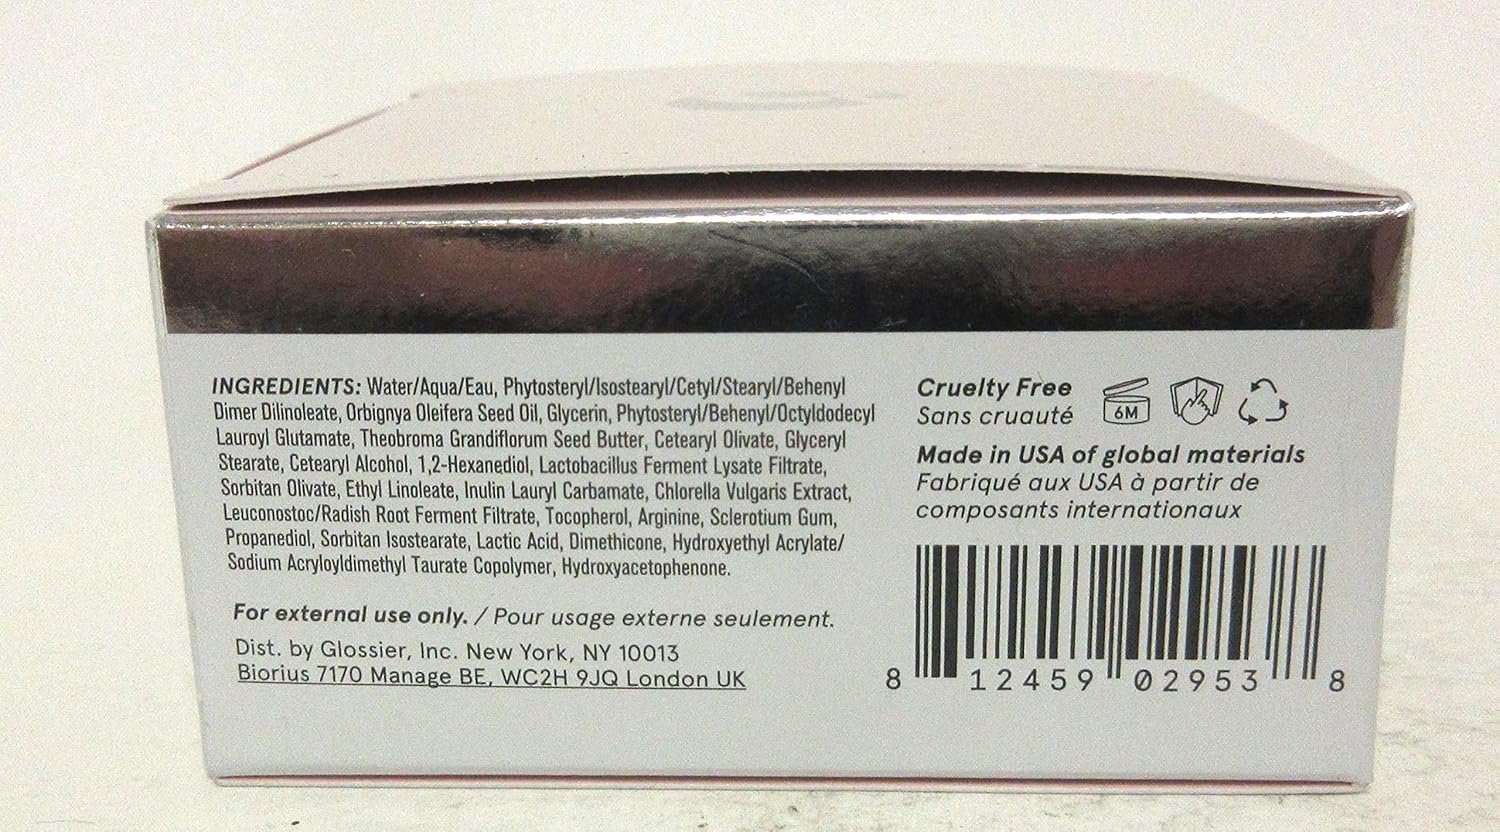 INGREDIENTS: Water/Aqua/Eau, Phytosteryl/Isostearyl/Cetyl/Stearyl/Behenyl
Dimer Dilinoleate, Orbignya Oleifera Seed Oil, Glycerin, Phytosteryl/Behenyl/Octyldodecyl
Lauroyl Glutamate, Theobroma Grandiflorum Seed Butter, Cetearyl Olivate, Glyceryl
Stearate, Cetearyl Alcohol, 1,2-Hexanediol, Lactobacillus Ferment Lysate Filtrate,
Sorbitan Olivate, Ethyl Linoleate, Inulin Lauryl Carbamate, Chlorella Vulgaris Extract,
Leuconostoc/Radish Root Ferment Filtrate, Tocopherol, Arginine, Sclerotium Gum,
Propanediol, Sorbitan Isostearate, Lactic Acid, Dimethicone, Hydroxyethyl Acrylate/
Sodium Acryloyldimethyl Taurate Copolymer, Hydroxyacetophenone.
For external use only. / Pour usage externe seulement.
Dist. by Glossier, Inc. New York, NY 10013
Biorius 7170 Manage BE, WC2H 9JQ London UK
Cruelty Free
Sans cruauté
6M
Made in USA of global materials
Fabriqué aux USA à partir de
composants internationaux
8 12459 02953 8